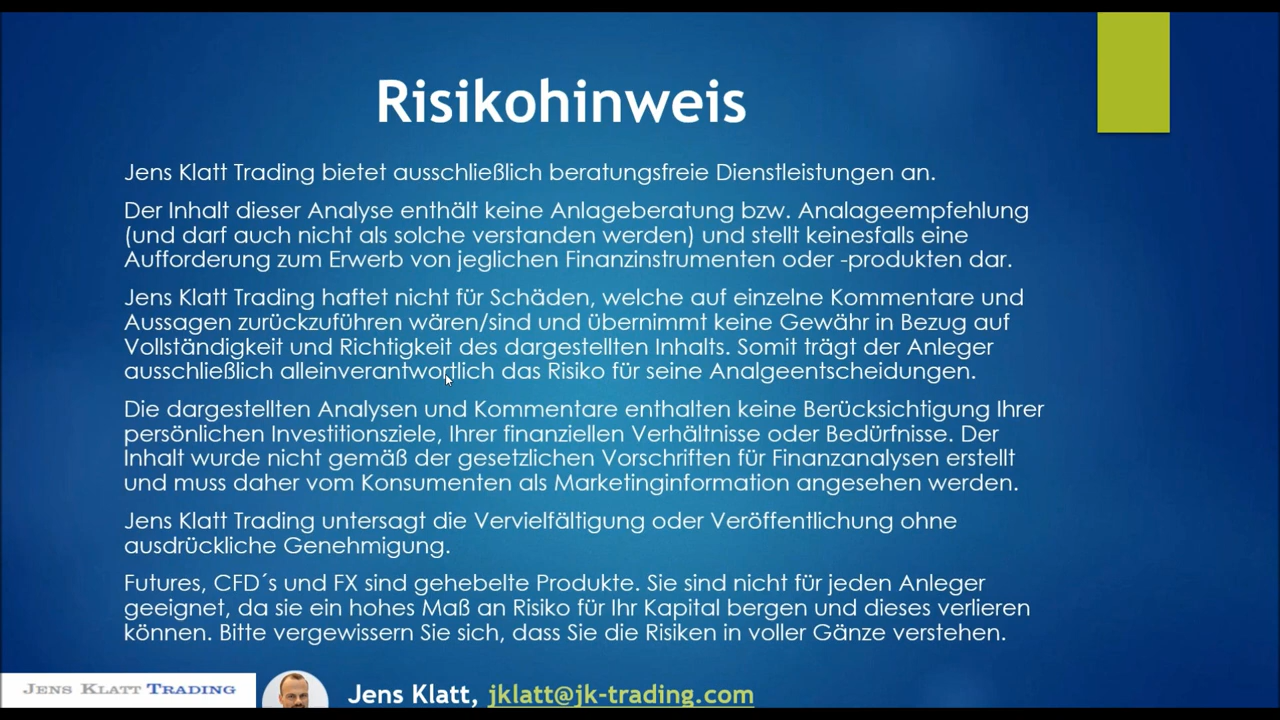 Risikohinweis
Jens Klatt Trading bietet ausschließlich beratungsfreie Dienstleistungen an.
Der Inhalt dieser Analyse enthält keine Anlageberatung bzw. Analageempfehlung
(und darf auch nicht als solche verstanden werden) und stellt keinesfalls eine
Aufforderung zum Erwerb von jeglichen Finanzinstrumenten oder -produkten dar.
Jens Klatt Trading haftet nicht für Schäden, welche auf einzelne Kommentare und
Aussagen zurückzuführen wären/sind und übernimmt keine Gewähr in Bezug auf
Vollständigkeit und Richtigkeit des dargestellten Inhalts. Somit trägt der Anleger
ausschließlich alleinverantwortlich das Risiko für seine Analgeentscheidungen.
Die dargestellten Analysen und Kommentare enthalten keine Berücksichtigung Ihrer
persönlichen Investitionsziele, Ihrer finanziellen Verhältnisse oder Bedürfnisse. Der
Inhalt wurde nicht gemäß der gesetzlichen Vorschriften für Finanzanalysen erstellt
und muss daher vom Konsumenten als Marketinginformation angesehen werden.
Jens Klatt Trading untersagt die Vervielfältigung oder Veröffentlichung ohne
ausdrückliche Genehmigung.
Futures, CFD´s und FX sind gehebelte Produkte. Sie sind nicht für jeden Anleger
geeignet, da sie ein hohes Maß an Risiko für Ihr Kapital bergen und dieses verlieren
können. Bitte vergewissern Sie sich, dass Sie die Risiken in voller Gänze verstehen.
JENS KLATT TRADING
Jens Klatt, jklatt@jk-trading.com